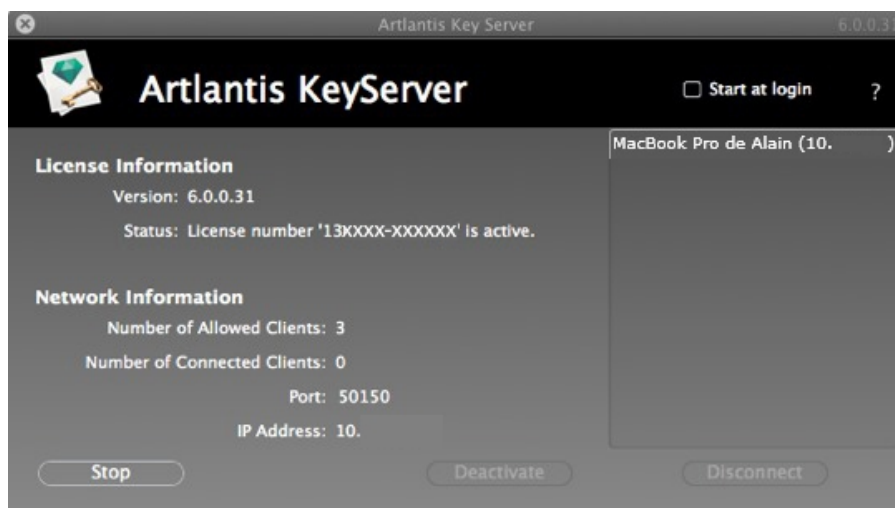 Artlantis Key Server 6.0.0.31
Artlantis KeyServer
Start at login ?
MacBook Pro de Alain (10. )
License Information
Version: 6.0.0.31
Status: License number '13XXXX-XXXXXX' is active.
Network Information
Number of Allowed Clients: 3
Number of Connected Clients: 0
Port: 50150
IP Address: 10.
Stop
Deactivate
Disconnect